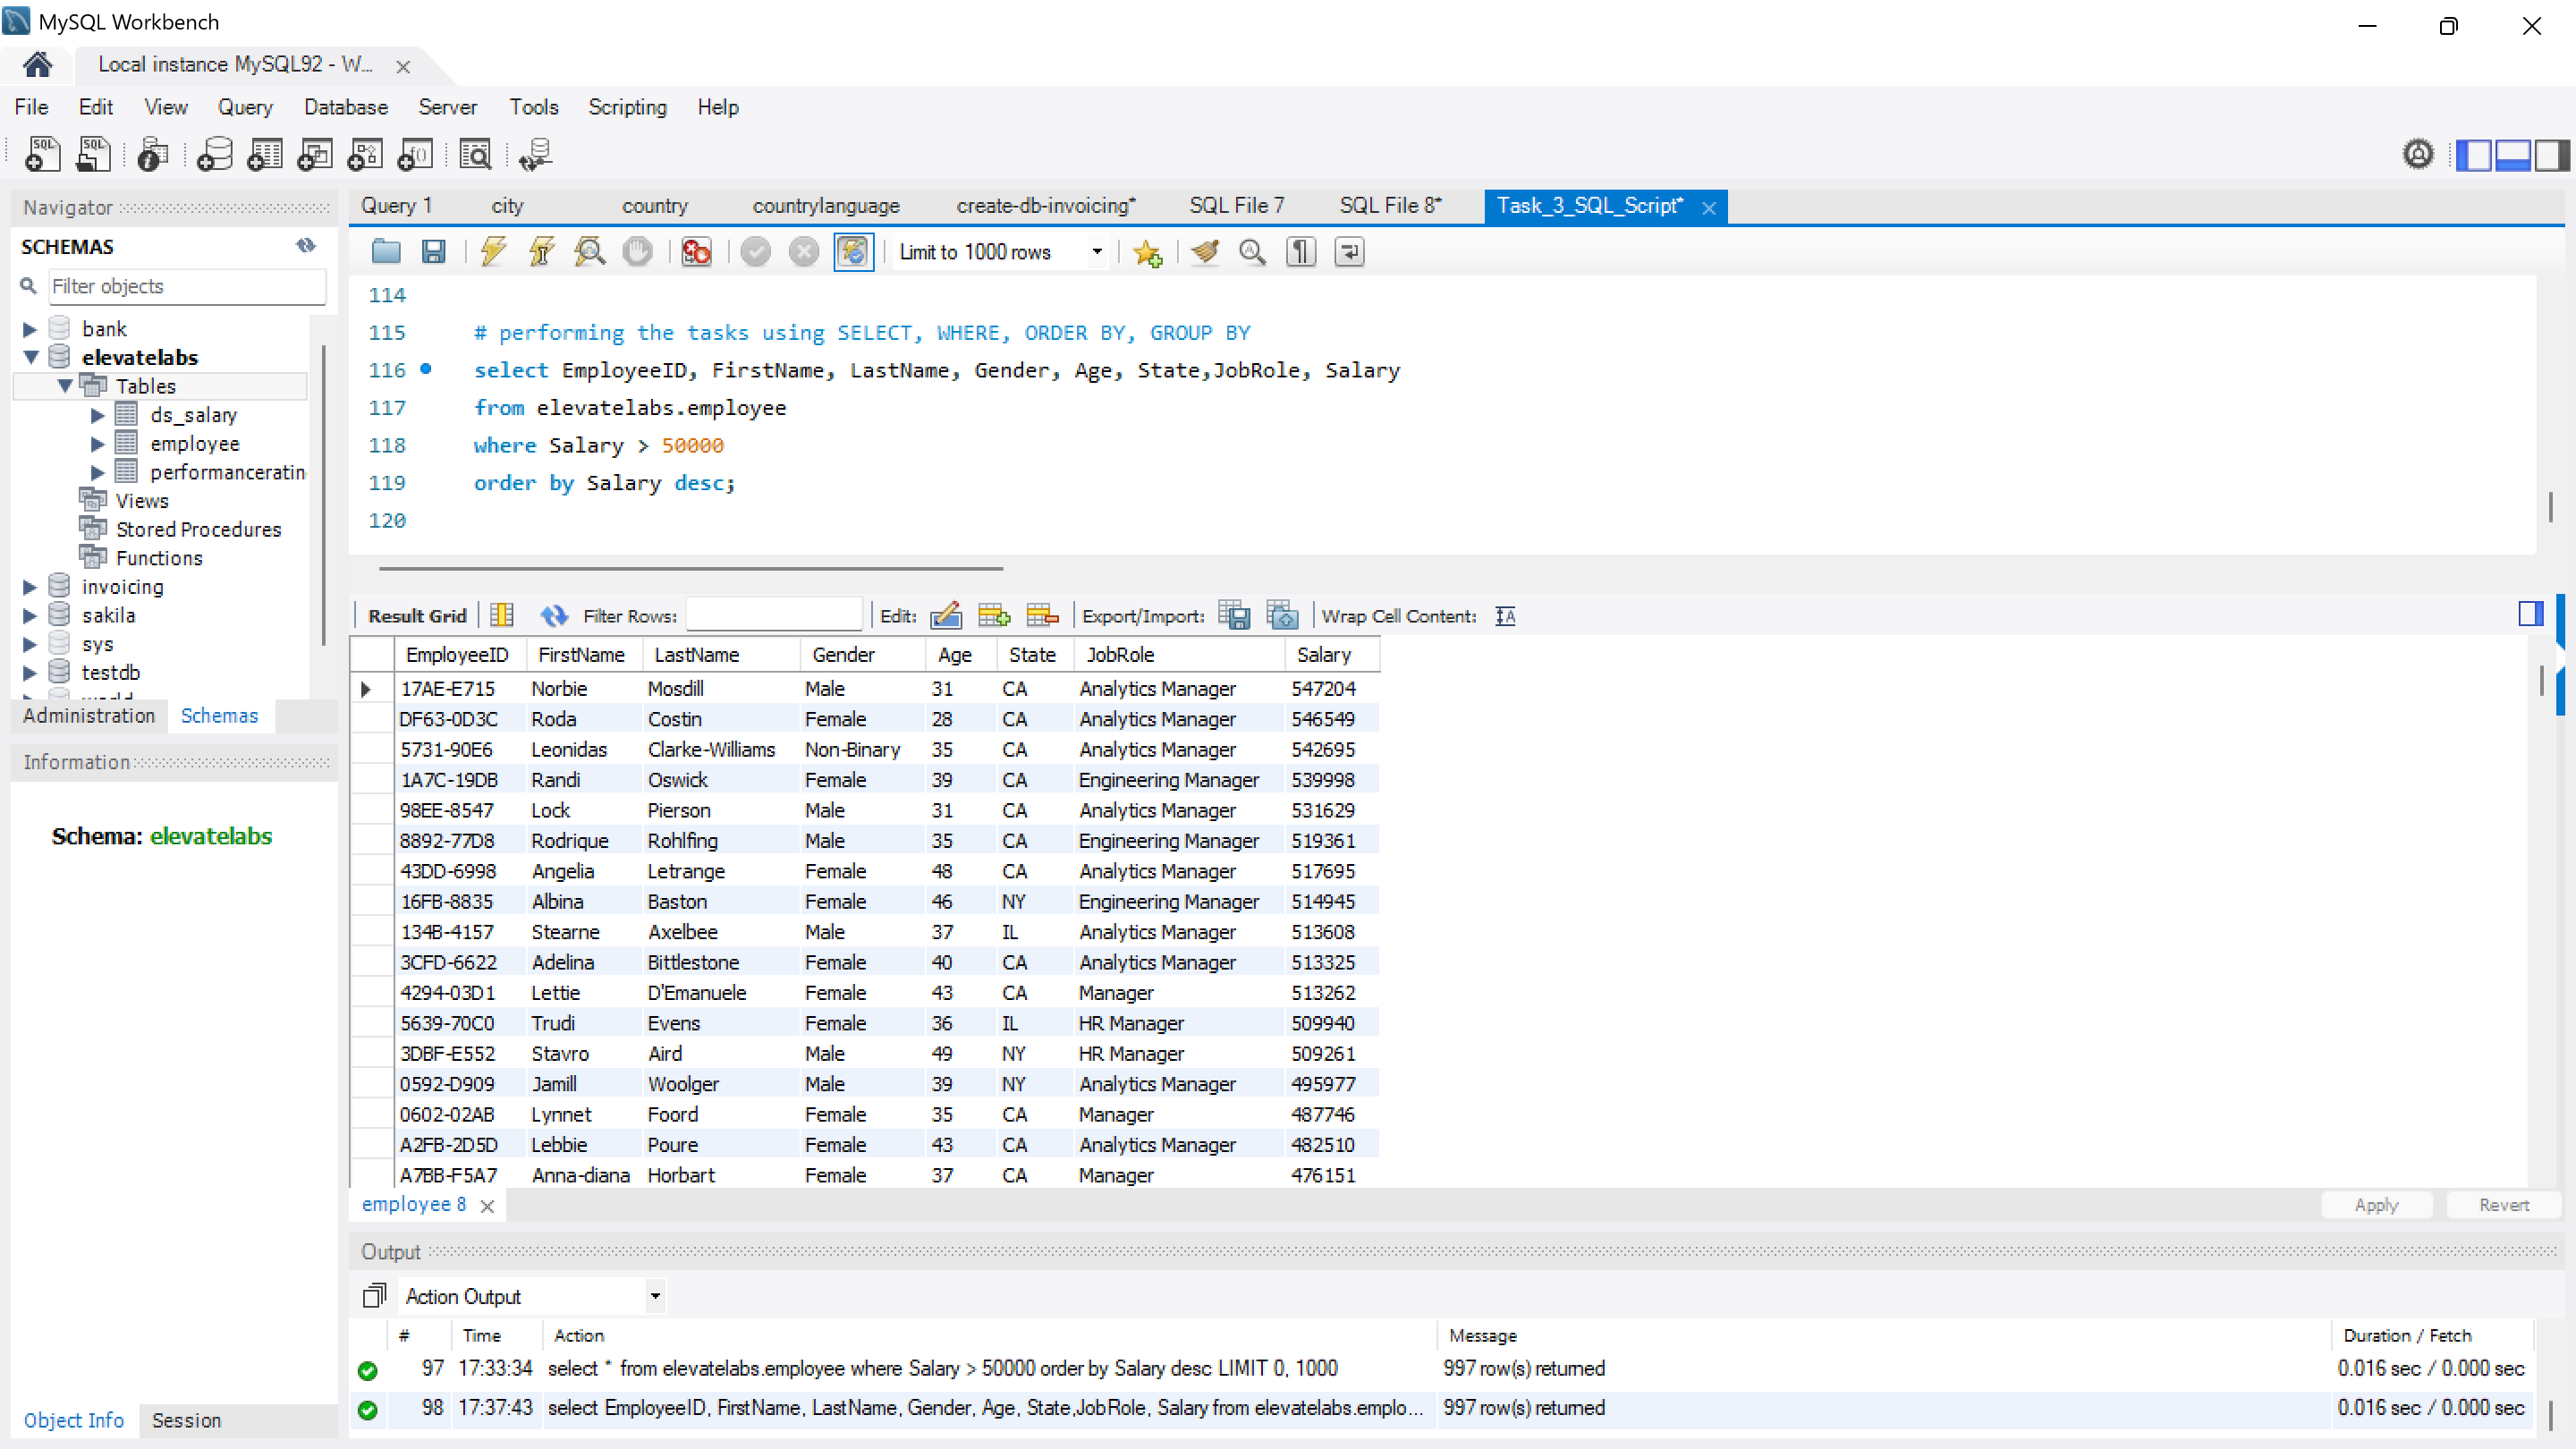 MySQL Workbench
Local instance MySQL92 - W...
File Edit View Query Database Server Tools Scripting Help
Navigator
SCHEMAS
Filter objects
bank
elevatelabs
Tables
ds_salary
employee
performanceratin
Views
Stored Procedures
Functions
invoicing
sakila
sys
testdb
Administration Schemas
Information
Schema: elevatelabs
Object Info Session
Query 1 city country countrylanguage create-db-invoicing* SQL File 7 SQL File 8* Task_3_SQL_Script*
Limit to 1000 rows
114
115 # performing the tasks using SELECT, WHERE, ORDER BY, GROUP BY
116 select EmployeeID, FirstName, LastName, Gender, Age, State,JobRole, Salary
117 from elevatelabs.employee
118 where Salary > 50000
119 order by Salary desc;
120
Result Grid Filter Rows: Edit: Export/Import: Wrap Cell Content:
EmployeeID FirstName LastName Gender Age State JobRole Salary
17AE-E715 Norbie Mosdill Male 31 CA Analytics Manager 547204
DF63-0D3C Roda Costin Female 28 CA Analytics Manager 546549
5731-90E6 Leonidas Clarke-Williams Non-Binary 35 CA Analytics Manager 542695
1A7C-19DB Randi Oswick Female 39 CA Engineering Manager 539998
98EE-8547 Lock Pierson Male 31 CA Analytics Manager 531629
8892-77D8 Rodrique Rohlfing Male 35 CA Engineering Manager 519361
43DD-6998 Angelia Letrange Female 48 CA Analytics Manager 517695
16FB-8835 Albina Baston Female 46 NY Engineering Manager 514945
134B-4157 Stearne Axelbee Male 37 IL Analytics Manager 513608
3CFD-6622 Adelina Bittlestone Female 40 CA Analytics Manager 513325
4294-03D1 Lettie D'Emanuele Female 43 CA Manager 513262
5639-70C0 Trudi Evens Female 36 IL HR Manager 509940
3DBF-E552 Stavro Aird Male 49 NY HR Manager 509261
0592-D909 Jamill Woolger Male 39 NY Analytics Manager 495977
0602-02AB Lynnet Foord Female 35 CA Manager 487746
A2FB-2D5D Lebbie Poure Female 43 CA Analytics Manager 482510
A7BB-F5A7 Anna-diana Horbart Female 37 CA Manager 476151
employee 8
Apply Revert
Output
Action Output
# Time Action Message Duration / Fetch
97 17:33:34 select * from elevatelabs.employee where Salary > 50000 order by Salary desc LIMIT 0, 1000 997 row(s) returned 0.016 sec / 0.000 sec
98 17:37:43 select EmployeeID, FirstName, LastName, Gender, Age, State,JobRole, Salary from elevatelabs.emplo... 997 row(s) returned 0.016 sec / 0.000 sec